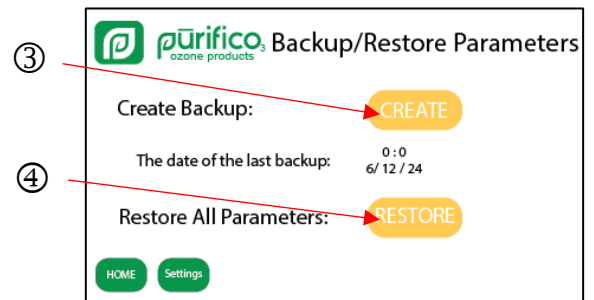 pūrifico3 Backup/Restore Parameters
ozone products
③
Create Backup: CREATE
The date of the last backup: 0 : 0
6/ 12 / 24
④
Restore All Parameters: RESTORE
HOME Settings